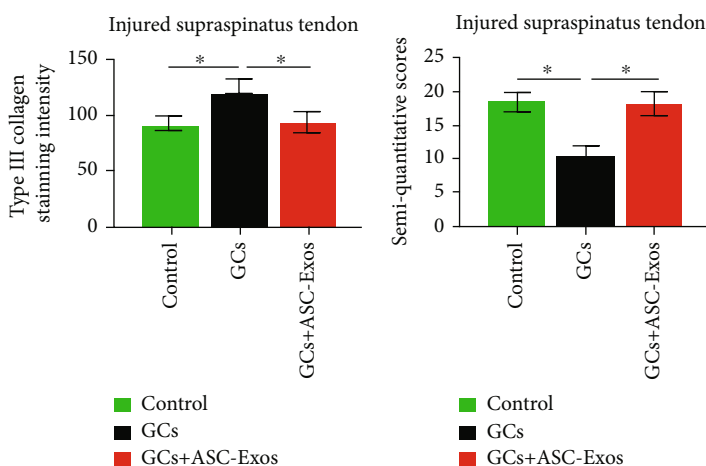 Injured supraspinatus tendon
Type III collagen
stainning intensity
150
100
50
0
*
*
Control
GCs
GCs+ASC-Exos
Control
GCs
GCs+ASC-Exos
Injured supraspinatus tendon
Semi-quantitative scores
25
20
15
10
5
0
*
*
Control
GCs
GCs+ASC-Exos
Control
GCs
GCs+ASC-Exos